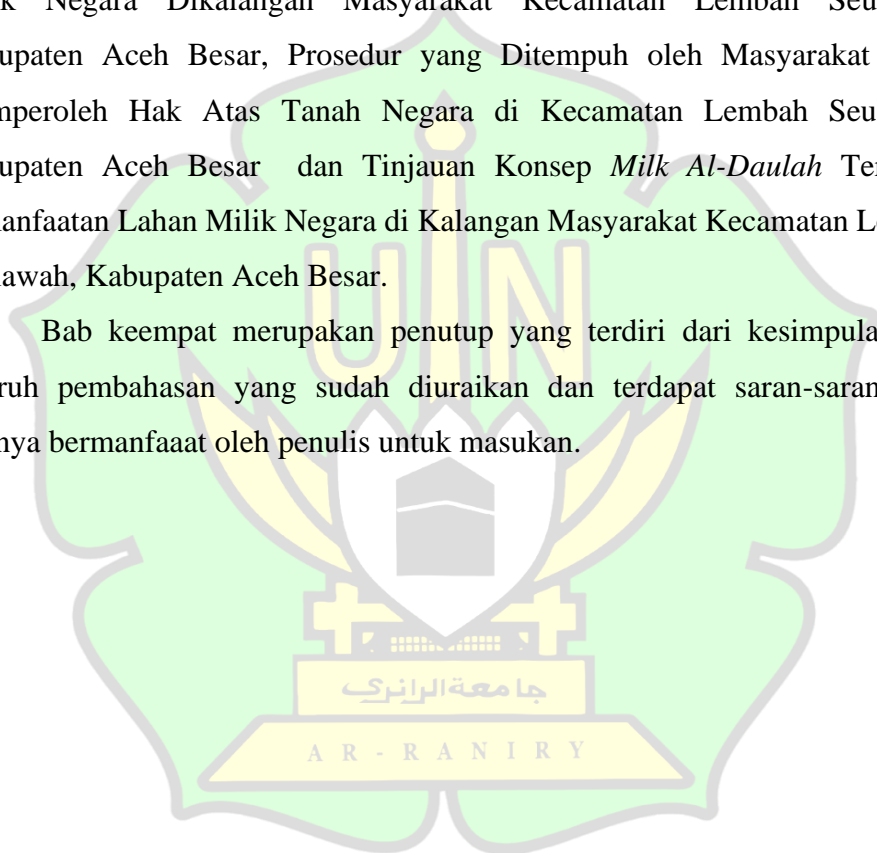 k Negara Dikalangan Masyarakat Kecamatan Lembah Seu
upaten Aceh Besar, Prosedur yang Ditempuh oleh Masyarakat
mperoleh Hak Atas Tanah Negara di Kecamatan Lembah Seu
upaten Aceh Besar dan Tinjauan Konsep Milk Al-Daulah Ter
anfaatan Lahan Milik Negara di Kalangan Masyarakat Kecamatan L
awah, Kabupaten Aceh Besar.
Bab keempat merupakan penutup yang terdiri dari kesimpula
ruh pembahasan yang sudah diuraikan dan terdapat saran-saran
nya bermanfaaat oleh penulis untuk masukan.
UIN
جامعة الرانري
AR-RANIRY